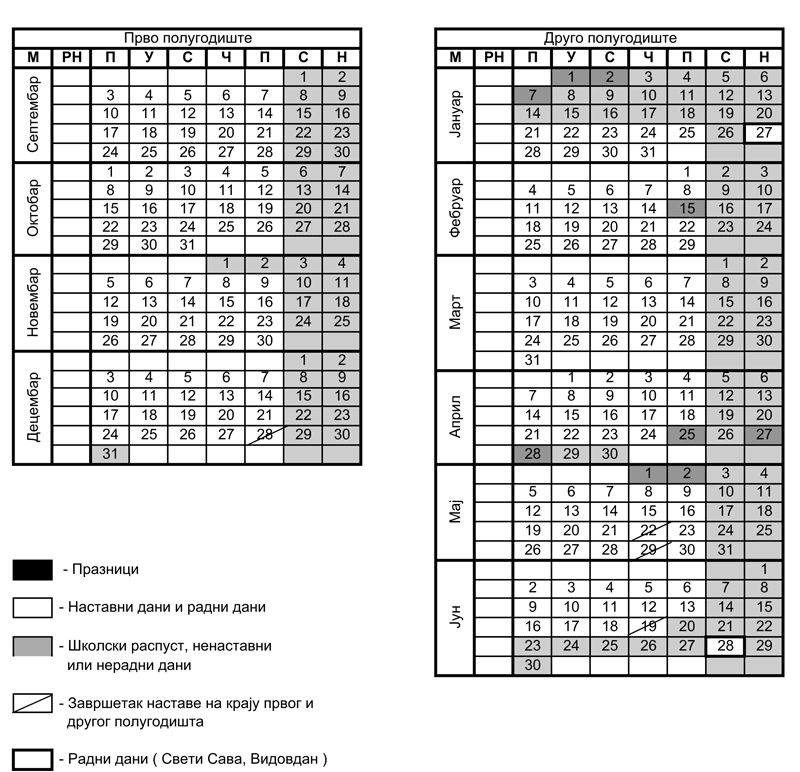 Прво полугодиште
М РН П У С Ч П С Н
Септембар
1 2
3 4 5 6 7 8 9
10 11 12 13 14 15 16
17 18 19 20 21 22 23
24 25 26 27 28 29 30
Октобар
1 2 3 4 5 6 7
8 9 10 11 12 13 14
15 16 17 18 19 20 21
22 23 24 25 26 27 28
29 30 31
Новембар
1 2 3 4
5 6 7 8 9 10 11
12 13 14 15 16 17 18
19 20 21 22 23 24 25
26 27 28 29 30
Децембар
1 2
3 4 5 6 7 8 9
10 11 12 13 14 15 16
17 18 19 20 21 22 23
24 25 26 27 28 29 30
31
Друго полугодиште
М РН П У С Ч П С Н
Јануар
1 2 3 4 5 6
7 8 9 10 11 12 13
14 15 16 17 18 19 20
21 22 23 24 25 26 27
28 29 30 31
Фебруар
1 2 3
4 5 6 7 8 9 10
11 12 13 14 15 16 17
18 19 20 21 22 23 24
25 26 27 28 29
Март
1 2
3 4 5 6 7 8 9
10 11 12 13 14 15 16
17 18 19 20 21 22 23
24 25 26 27 28 29 30
31
Април
1 2 3 4 5 6
7 8 9 10 11 12 13
14 15 16 17 18 19 20
21 22 23 24 25 26 27
28 29 30
Мај
1 2 3 4
5 6 7 8 9 10 11
12 13 14 15 16 17 18
19 20 21 22 23 24 25
26 27 28 29 30 31
Јун
1
2 3 4 5 6 7 8
9 10 11 12 13 14 15
16 17 18 19 20 21 22
23 24 25 26 27 28 29
30
- Празници
- Наставни дани и радни дани
- Школски распуст, ненаставни
или нерадни дани
- Завршетак наставе на крају првог и
другог полугодишта
- Радни дани ( Свети Сава, Видовдан )